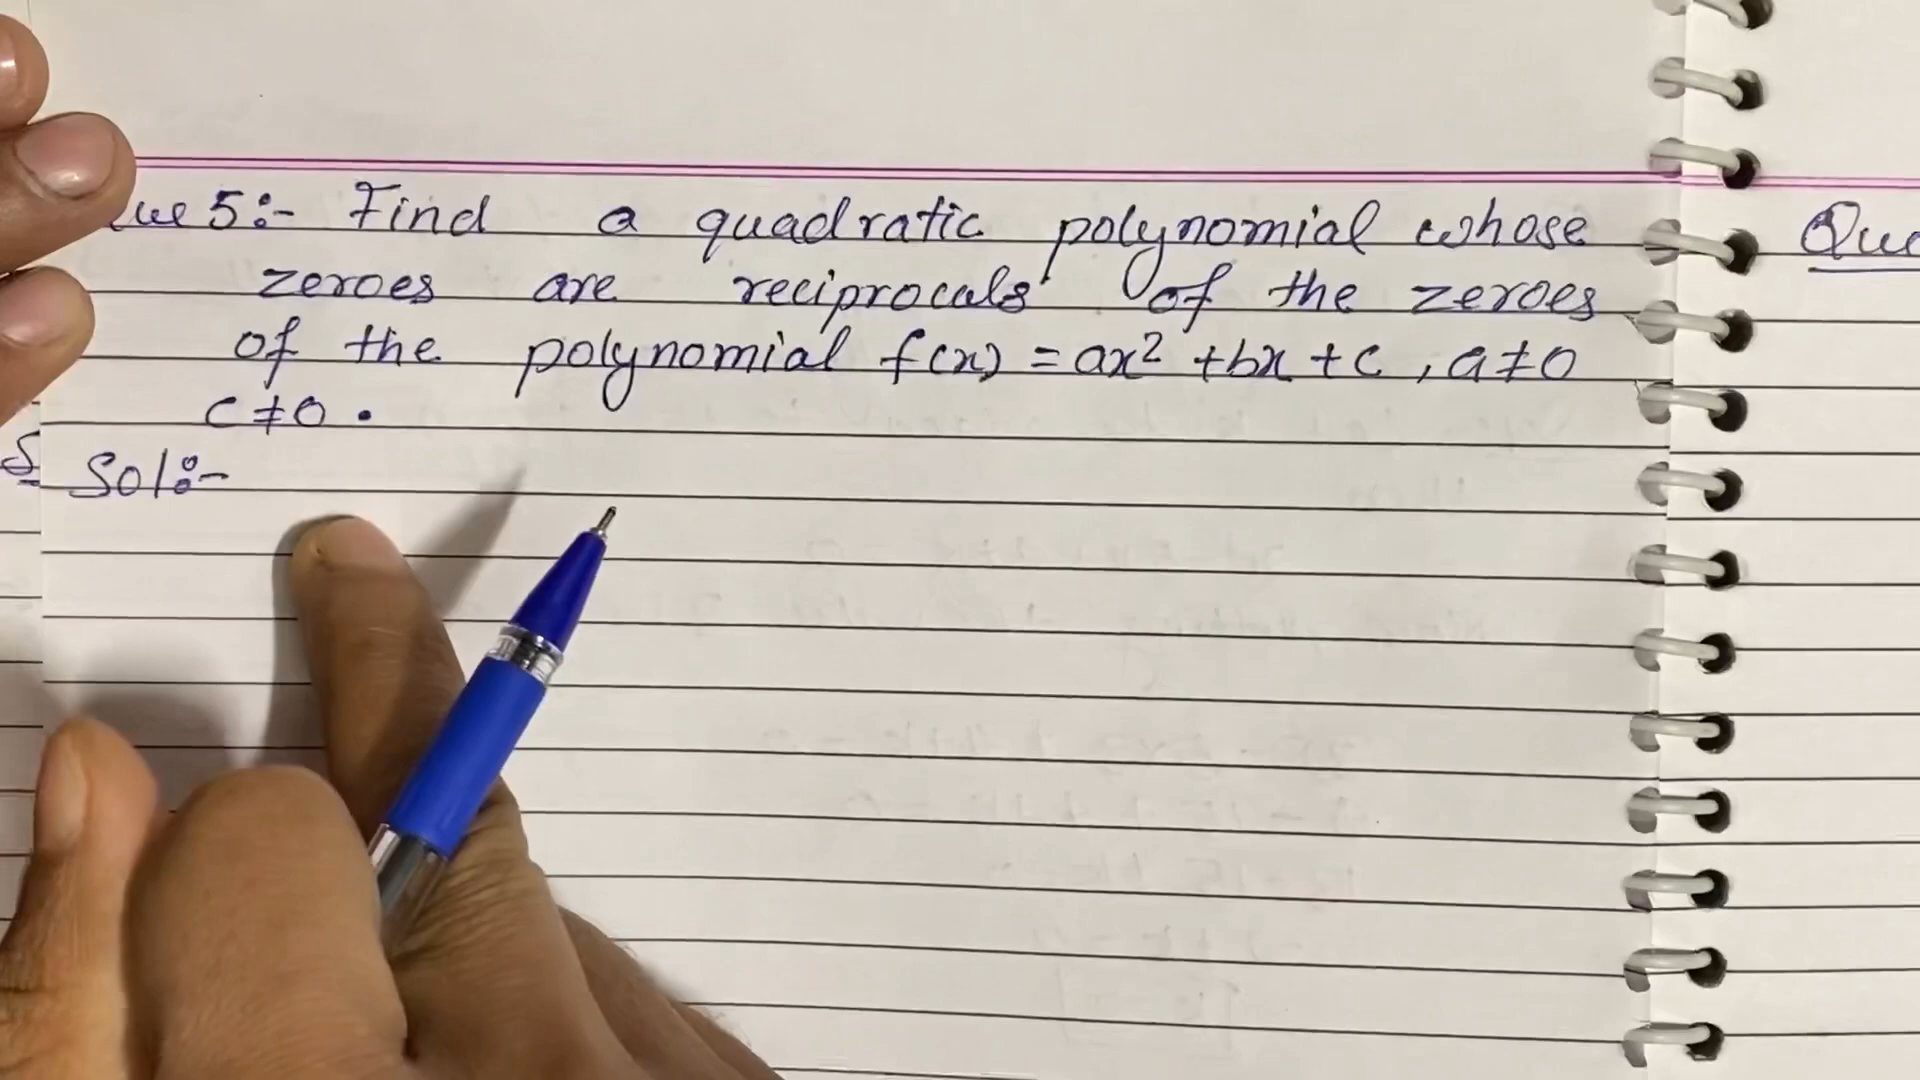 ue 5:- Find a quadratic polynomial whose
zeroes are reciprocals of the zeroes
of the polynomial f(x) = ax² + bx + c , a ≠ 0
c ≠ 0 .
Sol:-
Que